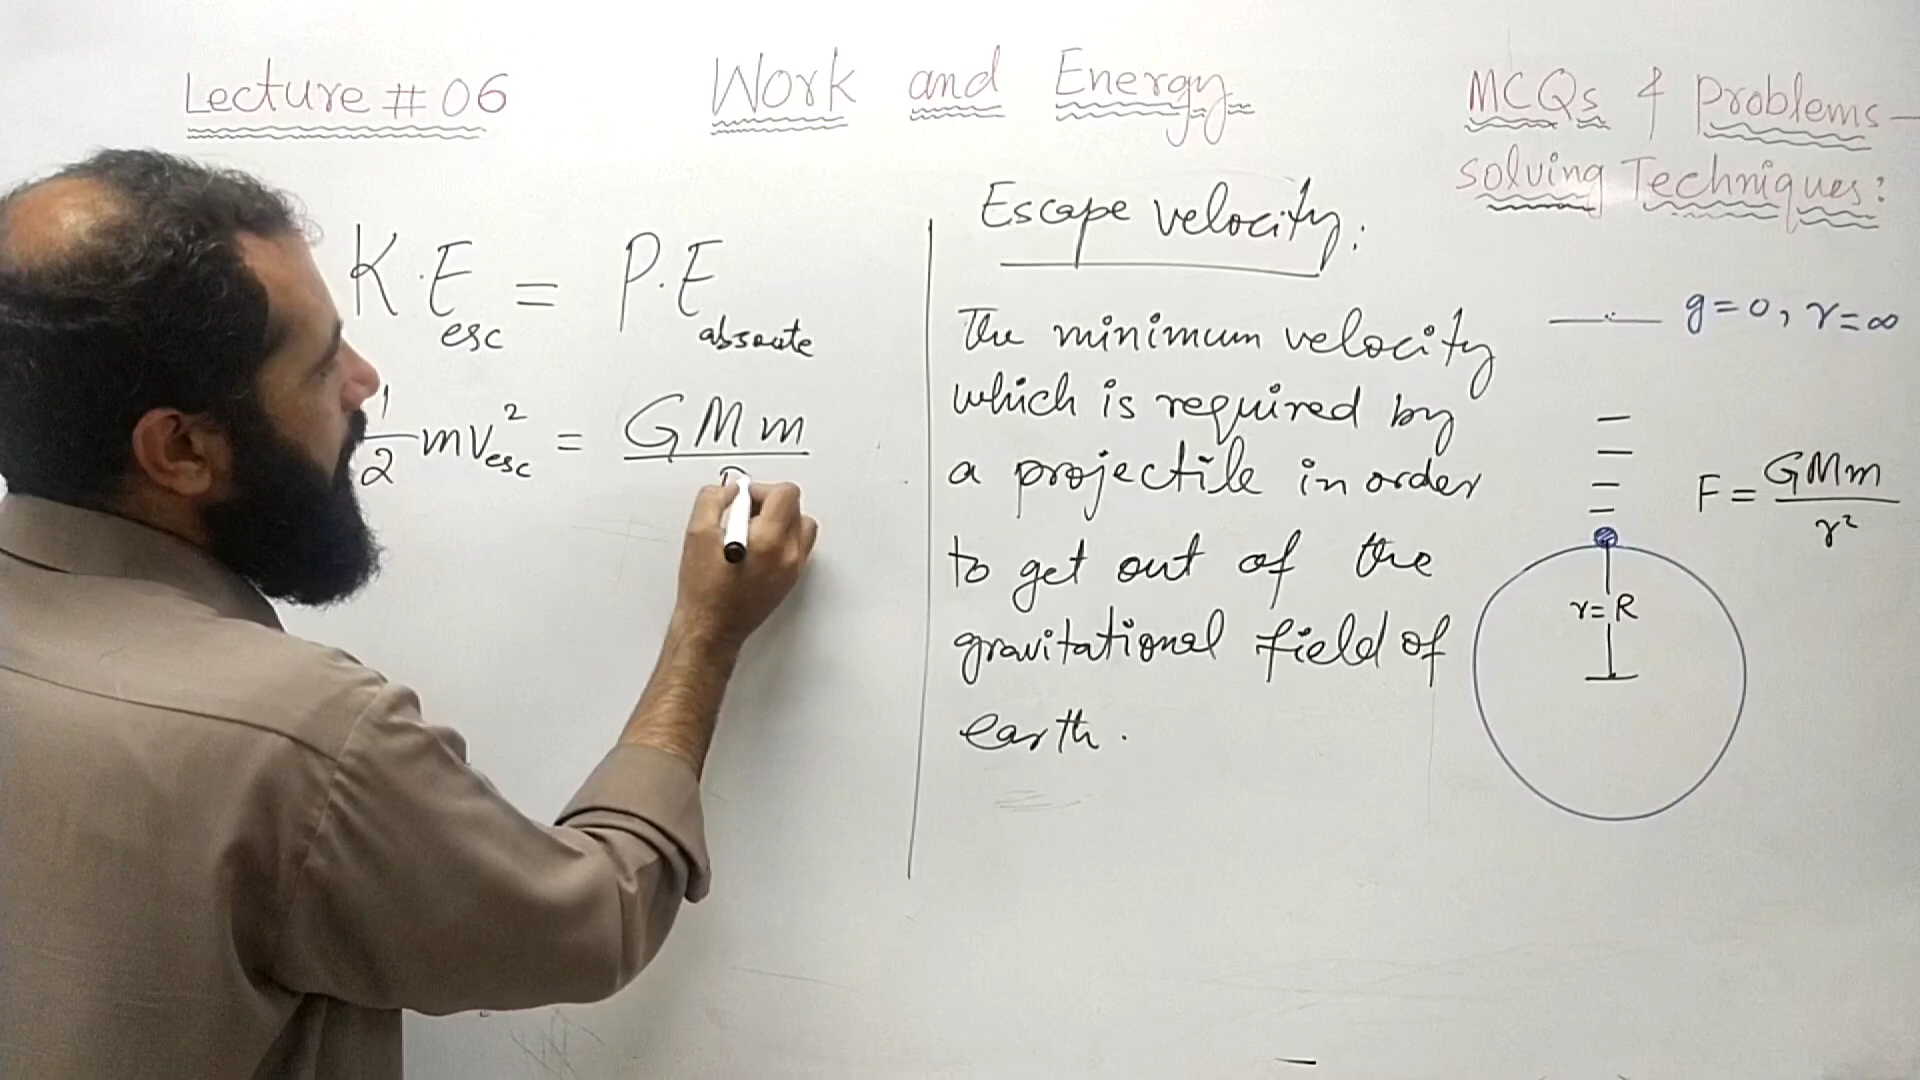 Lecture # 06
Work and Energy
MCQs & Problems-
solving Techniques:
K.E esc = P.E absoute
1/2 mv²esc = GMm/R
Escape velocity:
The minimum velocity
which is required by
a projectile in order
to get out of the
gravitational field of
earth.
g=0, r=∞
F = GMm/r²
r=R